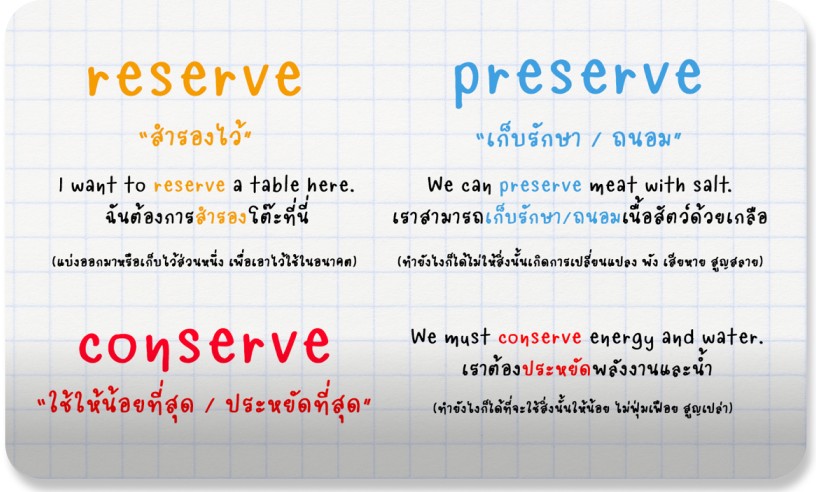 reserve
"สำรองไว้"
I want to reserve a table here.
ฉันต้องการสำรองโต๊ะที่นี่
(แบ่งออกมาหรือเก็บไว้ส่วนหนึ่ง เพื่อเอาไว้ใช้ในอนาคต)
preserve
"เก็บรักษา / ถนอม"
We can preserve meat with salt.
เราสามารถเก็บรักษา/ถนอมเนื้อสัตว์ด้วยเกลือ
(ทำยังไงก็ได้ไม่ให้สิ่งนั้นเกิดการเปลี่ยนแปลง พัง เสียหาย สูญสลาย)
conserve
"ใช้ให้น้อยที่สุด / ประหยัดที่สุด"
We must conserve energy and water.
เราต้องประหยัดพลังงานและน้ำ
(ทำยังไงก็ได้ที่จะใช้สิ่งนั้นให้น้อย ไม่ฟุ่มเฟือย สูญเปล่า)